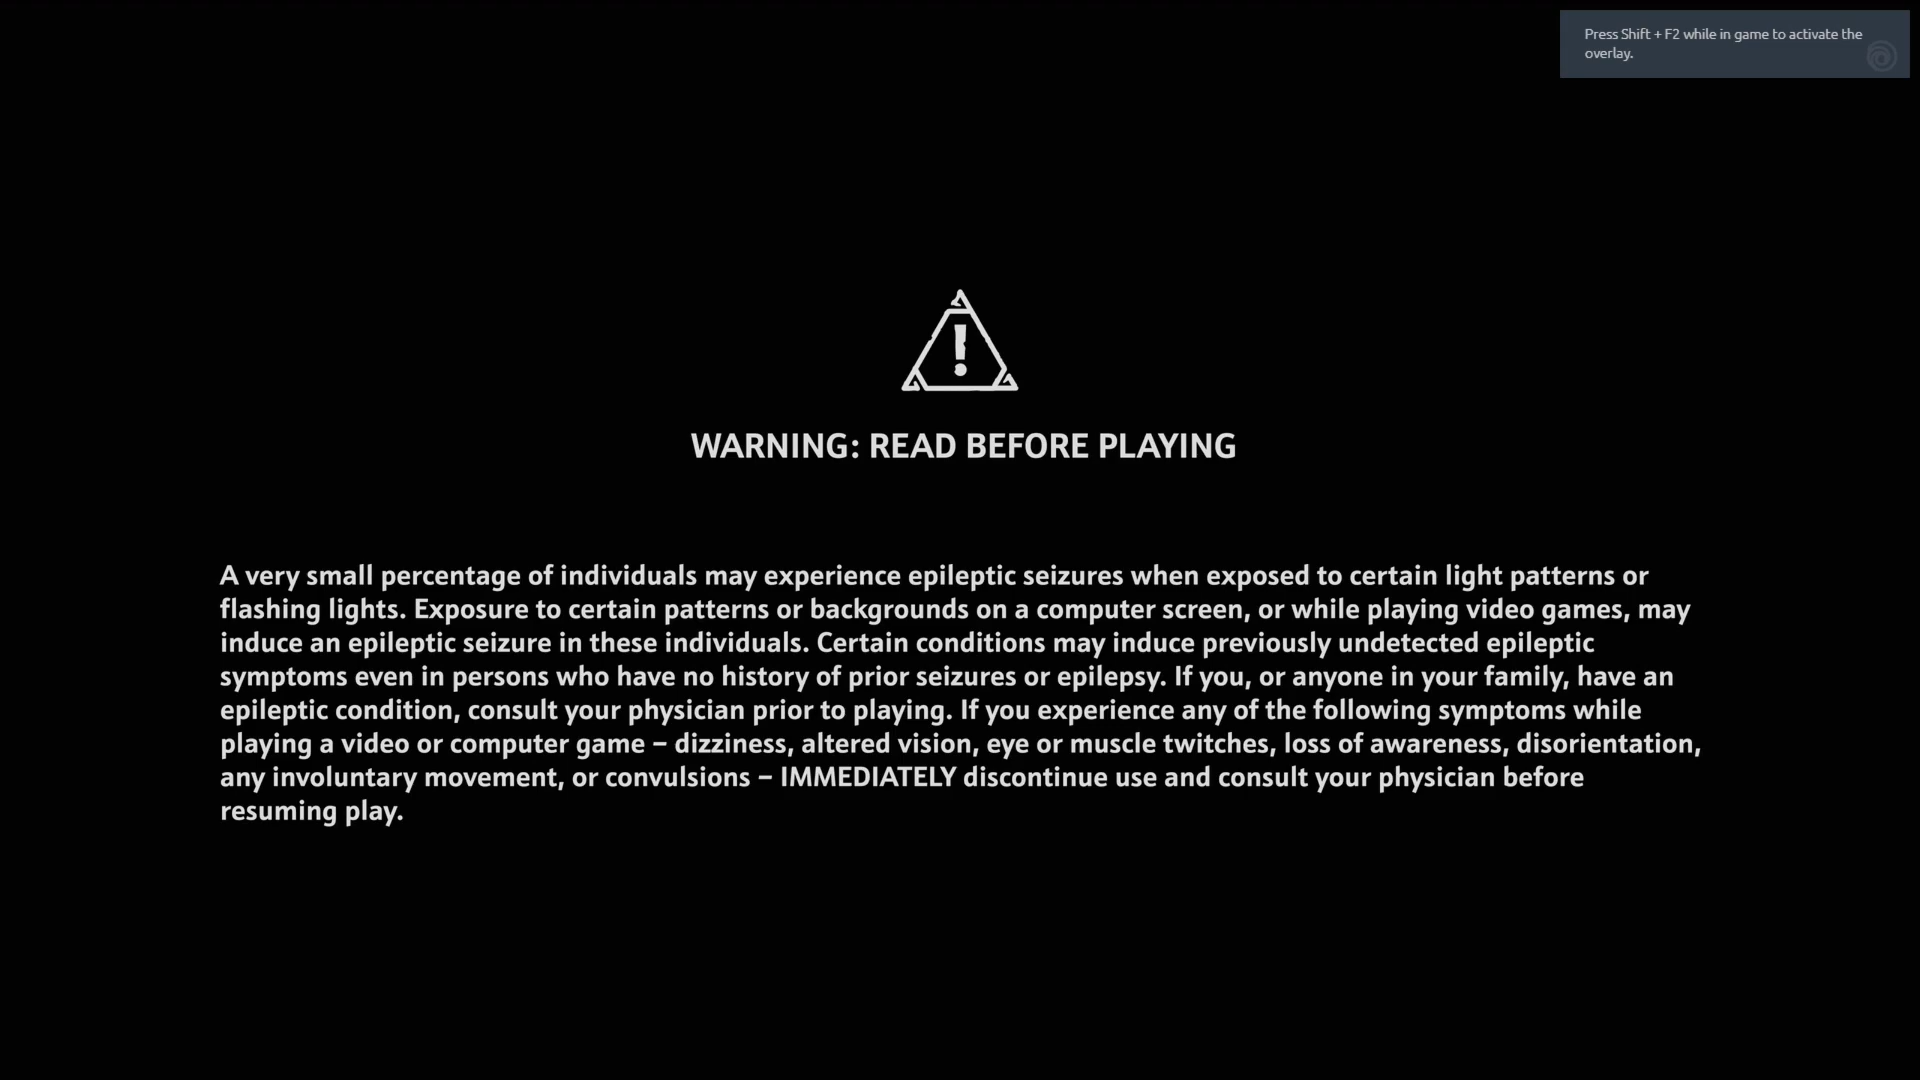 Press Shift + F2 while in game to activate the
overlay.
WARNING: READ BEFORE PLAYING
A very small percentage of individuals may experience epileptic seizures when exposed to certain light patterns or
flashing lights. Exposure to certain patterns or backgrounds on a computer screen, or while playing video games, may
induce an epileptic seizure in these individuals. Certain conditions may induce previously undetected epileptic
symptoms even in persons who have no history of prior seizures or epilepsy. If you, or anyone in your family, have an
epileptic condition, consult your physician prior to playing. If you experience any of the following symptoms while
playing a video or computer game – dizziness, altered vision, eye or muscle twitches, loss of awareness, disorientation,
any involuntary movement, or convulsions – IMMEDIATELY discontinue use and consult your physician before
resuming play.